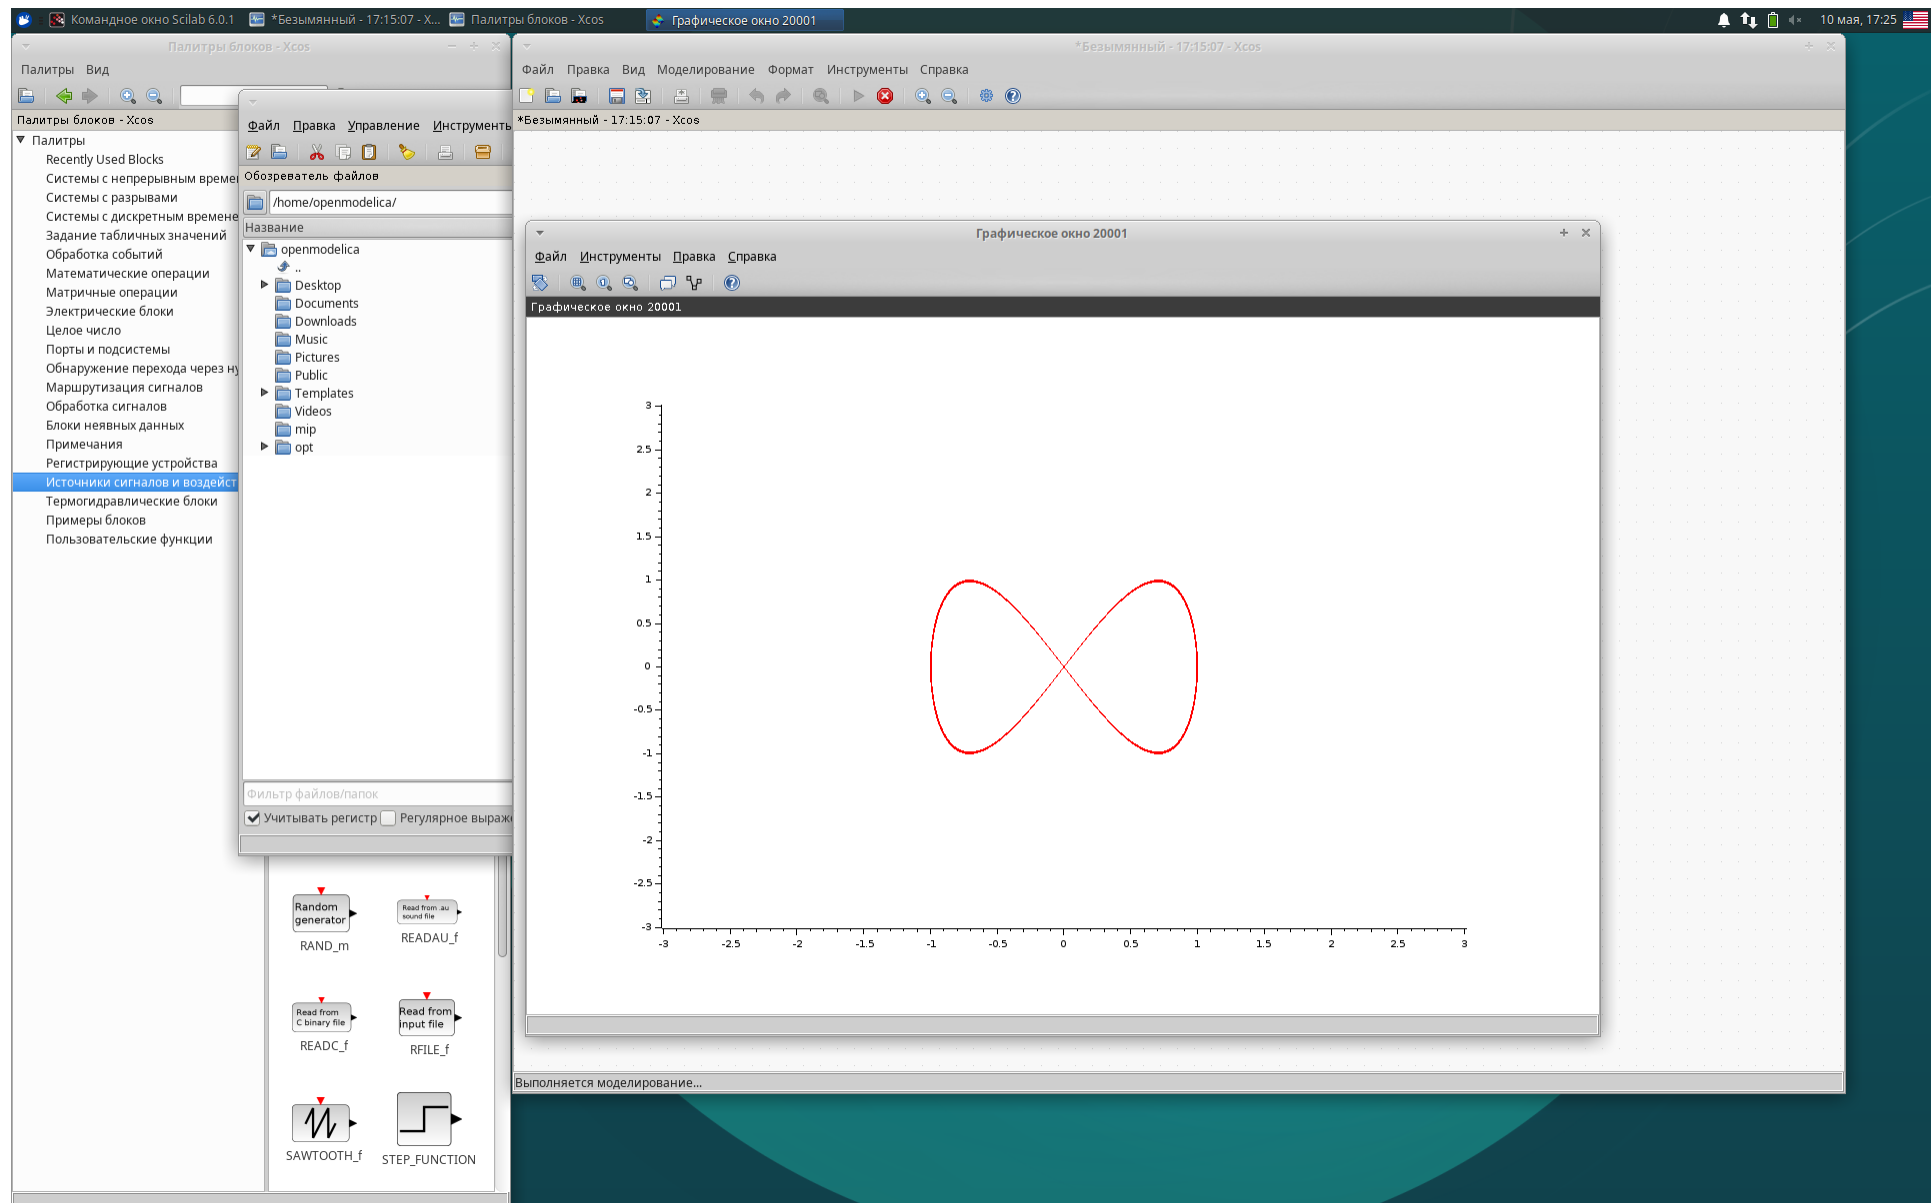 Командное окно Scilab 6.0.1
*Безымянный - 17:15:07 - X...
Палитры блоков - Xcos
Графическое окно 20001
10 мая, 17:25
Палитры блоков - Xcos
Палитры Вид
Палитры блоков - Xcos
Палитры
Recently Used Blocks
Системы с непрерывным време
Системы с разрывами
Системы с дискретным времене
Задание табличных значений
Обработка событий
Математические операции
Матричные операции
Электрические блоки
Целое число
Порты и подсистемы
Обнаружение перехода через ну
Маршрутизация сигналов
Обработка сигналов
Блоки неявных данных
Примечания
Регистрирующие устройства
Источники сигналов и воздейст
Термогидравлические блоки
Примеры блоков
Пользовательские функции
Random
generator
RAND_m
Read from .au
sound file
READAU_f
Read from
C binary file
READC_f
Read from
input file
RFILE_f
SAWTOOTH_f
STEP_FUNCTION
Файл Правка Управление Инструменты
Обозреватель файлов
/home/openmodelica/
Название
openmodelica
..
Desktop
Documents
Downloads
Music
Pictures
Public
Templates
Videos
mip
opt
Фильтр файлов/папок
Учитывать регистр Регулярное выраж
*Безымянный - 17:15:07 - Xcos
Файл Правка Вид Моделирование Формат Инструменты Справка
*Безымянный - 17:15:07 - Xcos
Графическое окно 20001
Файл Инструменты Правка Справка
Графическое окно 20001
3
2.5
2
1.5
1
0.5
0
-0.5
-1
-1.5
-2
-2.5
-3
-3 -2.5 -2 -1.5 -1 -0.5 0 0.5 1 1.5 2 2.5 3
Выполняется моделирование...